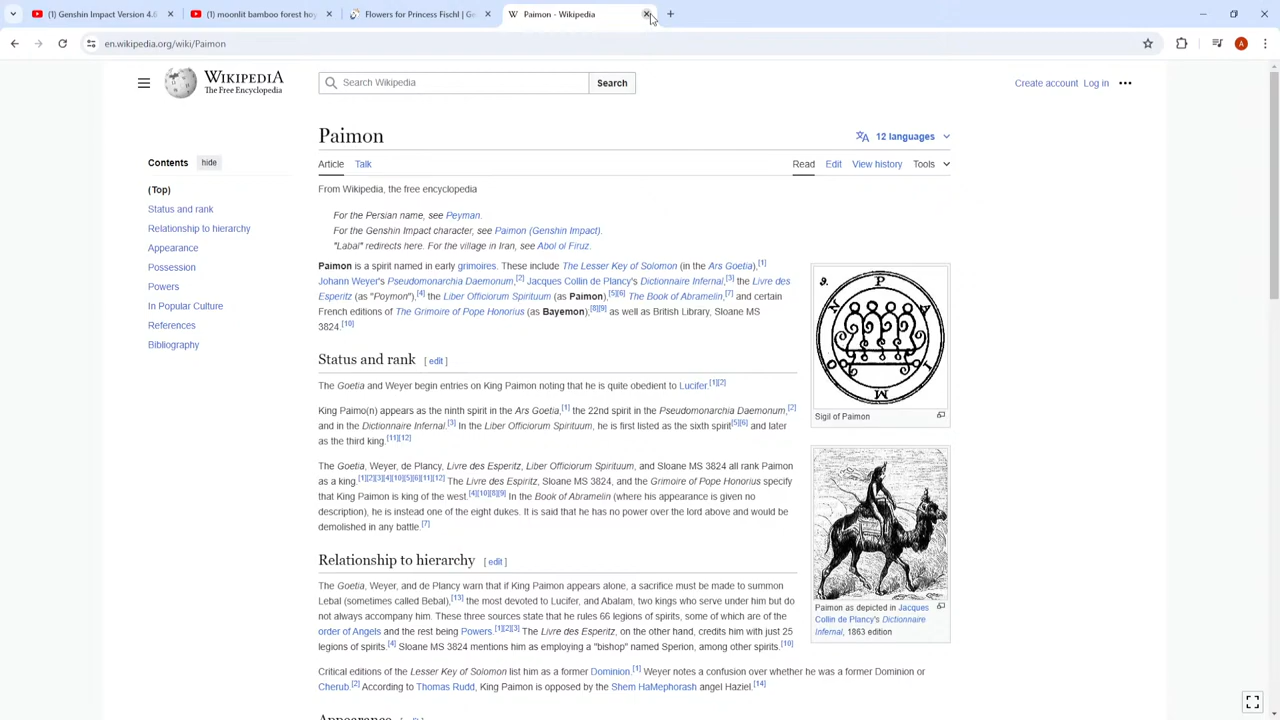 (1) Genshin Impact Version 4.6
(1) moonlit bamboo forest ho
Flowers for Princess Fischl | Ge
Paimon - Wikipedia
en.wikipedia.org/wiki/Paimon
A
WIKIPEDIA
The Free Encyclopedia
Search Wikipedia
Search
Create account Log in
Paimon
12 languages
Contents hide
Article Talk
Read Edit View history Tools
(Top)
Status and rank
Relationship to hierarchy
Appearance
Possession
Powers
In Popular Culture
References
Bibliography
From Wikipedia, the free encyclopedia
For the Persian name, see Peyman.
For the Genshin Impact character, see Paimon (Genshin Impact).
"Labal" redirects here. For the village in Iran, see Abol ol Firuz.
Paimon is a spirit named in early grimoires. These include The Lesser Key of Solomon (in the Ars Goetia),[1]
Johann Weyer's Pseudomonarchia Daemonum,[2] Jacques Collin de Plancy's Dictionnaire Infernal,[3] the Livre des
Esperitz (as "Poymon"),[4] the Liber Officiorum Spirituum (as Paimon),[5][6] The Book of Abramelin,[7] and certain
French editions of The Grimoire of Pope Honorius (as Bayemon),[8][9] as well as British Library, Sloane MS
3824.[10]
9.
P A I M O N
Sigil of Paimon
Status and rank [ edit ]
The Goetia and Weyer begin entries on King Paimon noting that he is quite obedient to Lucifer.[1][2]
King Paimo(n) appears as the ninth spirit in the Ars Goetia,[1] the 22nd spirit in the Pseudomonarchia Daemonum,[2]
and in the Dictionnaire Infernal.[3] In the Liber Officiorum Spirituum, he is first listed as the sixth spirit[5][6] and later
as the third king.[11][12]
The Goetia, Weyer, de Plancy, Livre des Esperitz, Liber Officiorum Spirituum, and Sloane MS 3824 all rank Paimon
as a king.[1][2][3][4][10][5][6][11][12] The Livre des Espiritz, Sloane MS 3824, and the Grimoire of Pope Honorius specify
that King Paimon is king of the west.[4][10][8][9] In the Book of Abramelin (where his appearance is given no
description), he is instead one of the eight dukes. It is said that he has no power over the lord above and would be
demolished in any battle.[7]
Paimon as depicted in Jacques
Collin de Plancy's Dictionnaire
Infernal, 1863 edition
Relationship to hierarchy [ edit ]
The Goetia, Weyer, and de Plancy warn that if King Paimon appears alone, a sacrifice must be made to summon
Lebal (sometimes called Bebal),[13] the most devoted to Lucifer, and Abalam, two kings who serve under him but do
not always accompany him. These three sources state that he rules 66 legions of spirits, some of which are of the
order of Angels and the rest being Powers.[1][2][3] The Livre des Esperitz, on the other hand, credits him with just 25
legions of spirits.[4] Sloane MS 3824 mentions him as employing a "bishop" named Sperion, among other spirits.[10]
Critical editions of the Lesser Key of Solomon list him as a former Dominion.[1] Weyer notes a confusion over whether he was a former Dominion or
Cherub.[2] According to Thomas Rudd, King Paimon is opposed by the Shem HaMephorash angel Haziel.[14]
Appearance [ edit ]